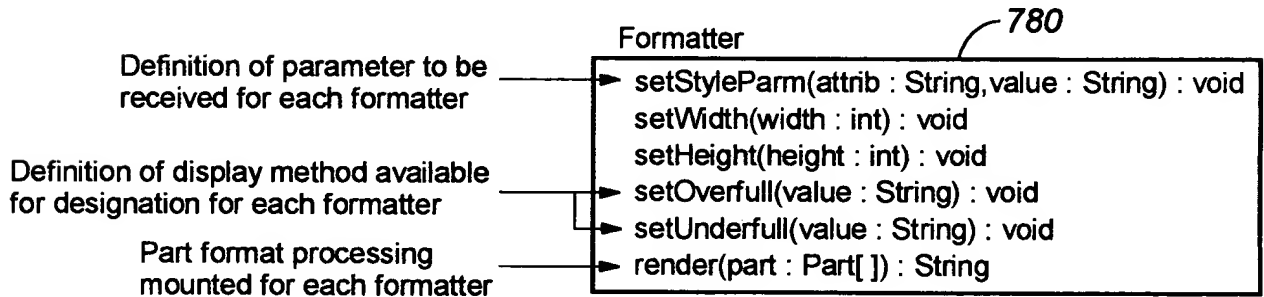 780
Formatter
Definition of parameter to be
received for each formatter
setStyleParm(attrib : String,value : String) : void
setWidth(width : int) : void
setHeight(height : int) : void
Definition of display method available
for designation for each formatter
setOverfull(value : String) : void
setUnderfull(value : String) : void
Part format processing
mounted for each formatter
render(part : Part[ ]) : String